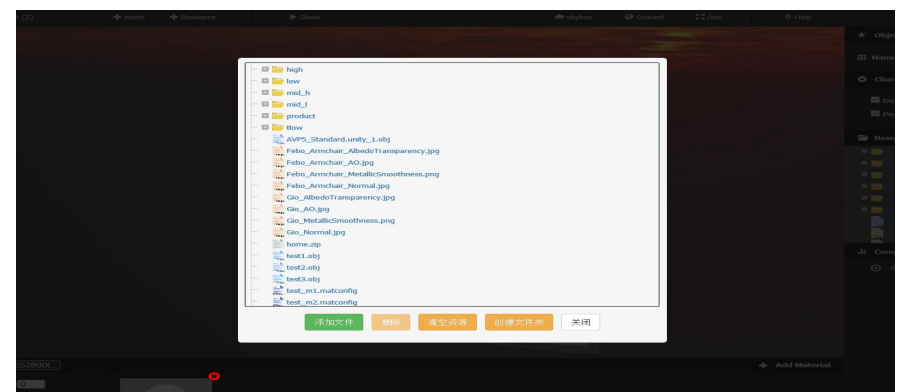 (2)
mesh
Resource
Show
skybox
Ground
Axis
Help
Name
high
low
mid_h
mid_l
product
tlow
AVP5_Standard.unity_1.obj
Febo_Armchair_AlbedoTransparency.jpg
Febo_Armchair_AO.jpg
Febo_Armchair_MetallicSmoothness.png
Febo_Armchair_Normal.jpg
Gio_AlbedoTransparency.jpg
Gio_AO.jpg
Gio_MetallicSmoothness.png
Gio_Normal.jpg
home.zip
test1.obj
test2.obj
test3.obj
test_m1.matconfig
test_m2.matconfig
添加文件 删除 清空资源 创建文件夹 关闭
Add Material
0